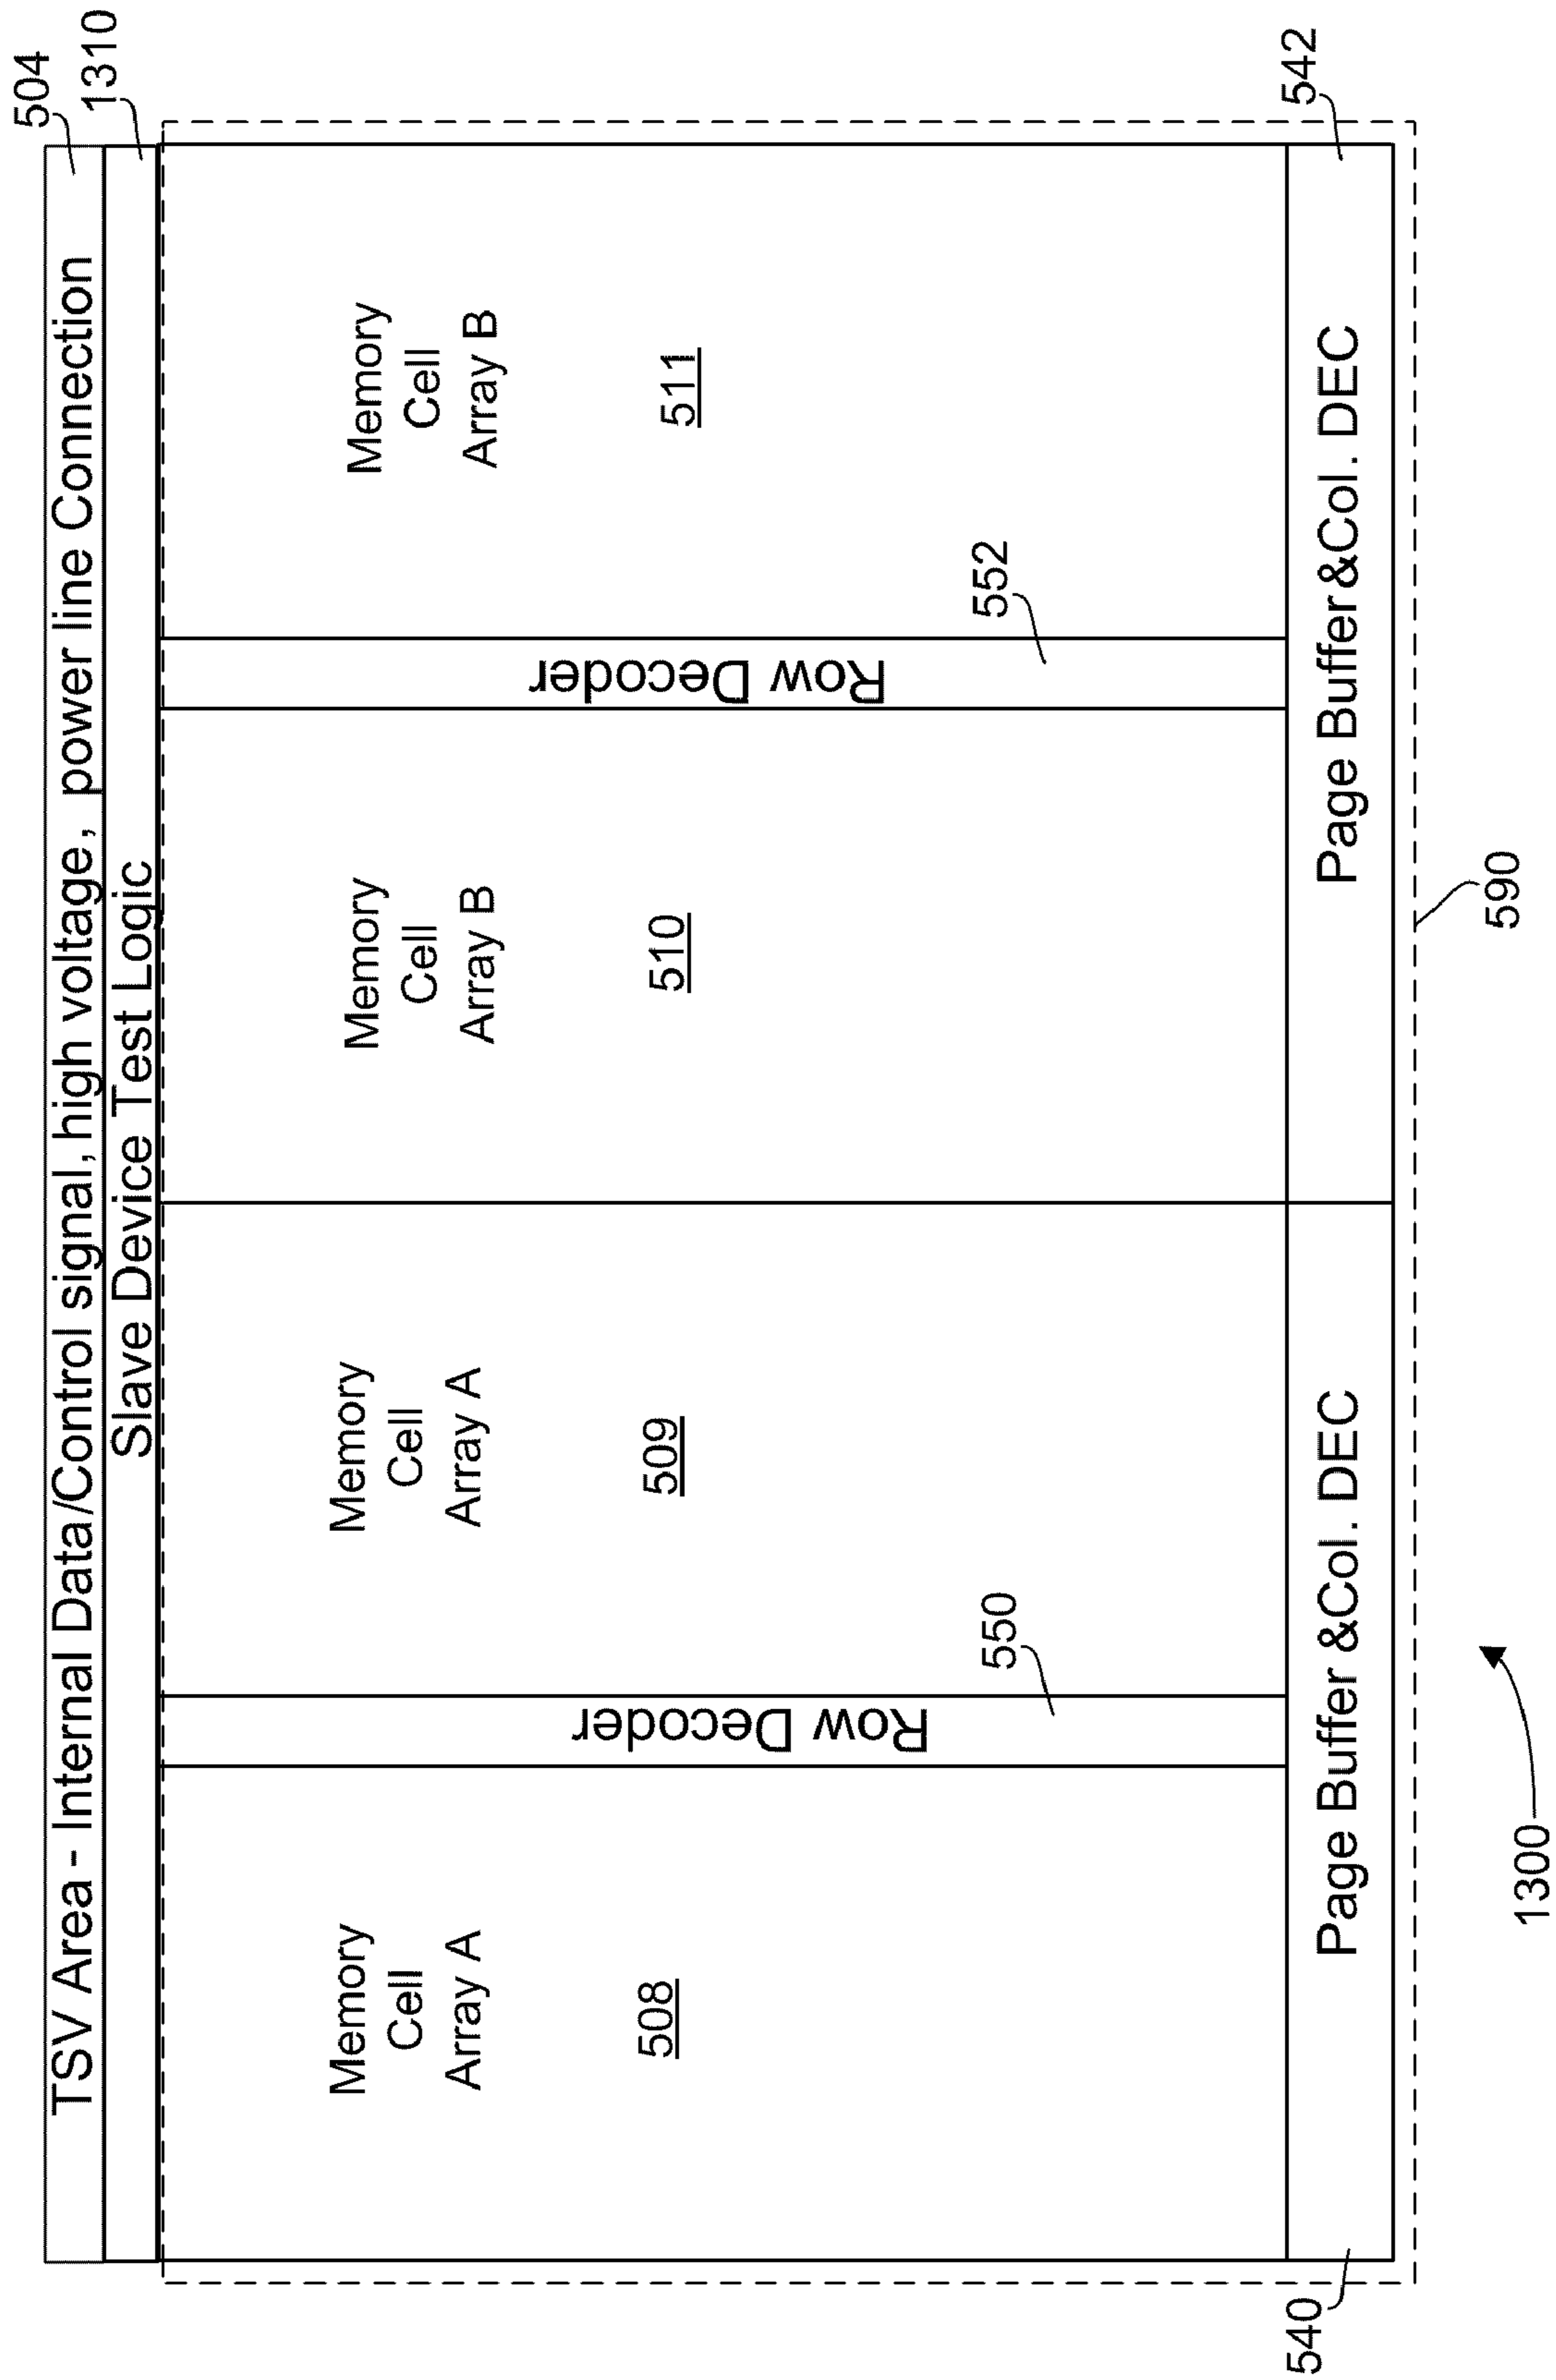 504
1310
TSV Area - Internal Data/Control signal, high voltage, power line Connection
Slave Device Test Logic
Memory
Cell
Array A
508
Row Decoder
550
Memory
Cell
Array A
509
Memory
Cell
Array B
510
Row Decoder
552
Memory
Cell
Array B
511
540
Page Buffer &Col. DEC
Page Buffer&Col. DEC
542
590
1300